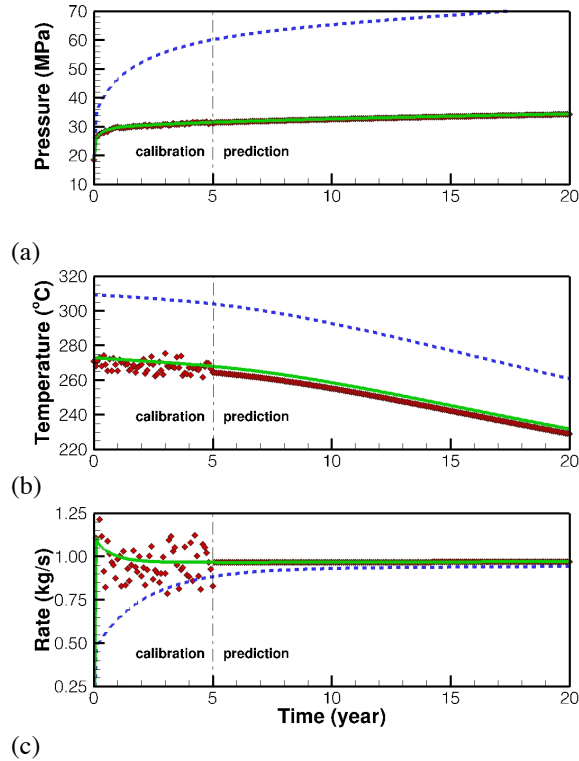 70
60
50
40
30
20
10
Pressure (MPa)
calibration prediction
0 5 10 15 20
(a)
320
300
280
260
240
220
Temperature (°C)
calibration prediction
0 5 10 15 20
(b)
1.25
1.00
0.75
0.50
0.25
Rate (kg/s)
calibration prediction
0 5 10 15 20
Time (year)
(c)